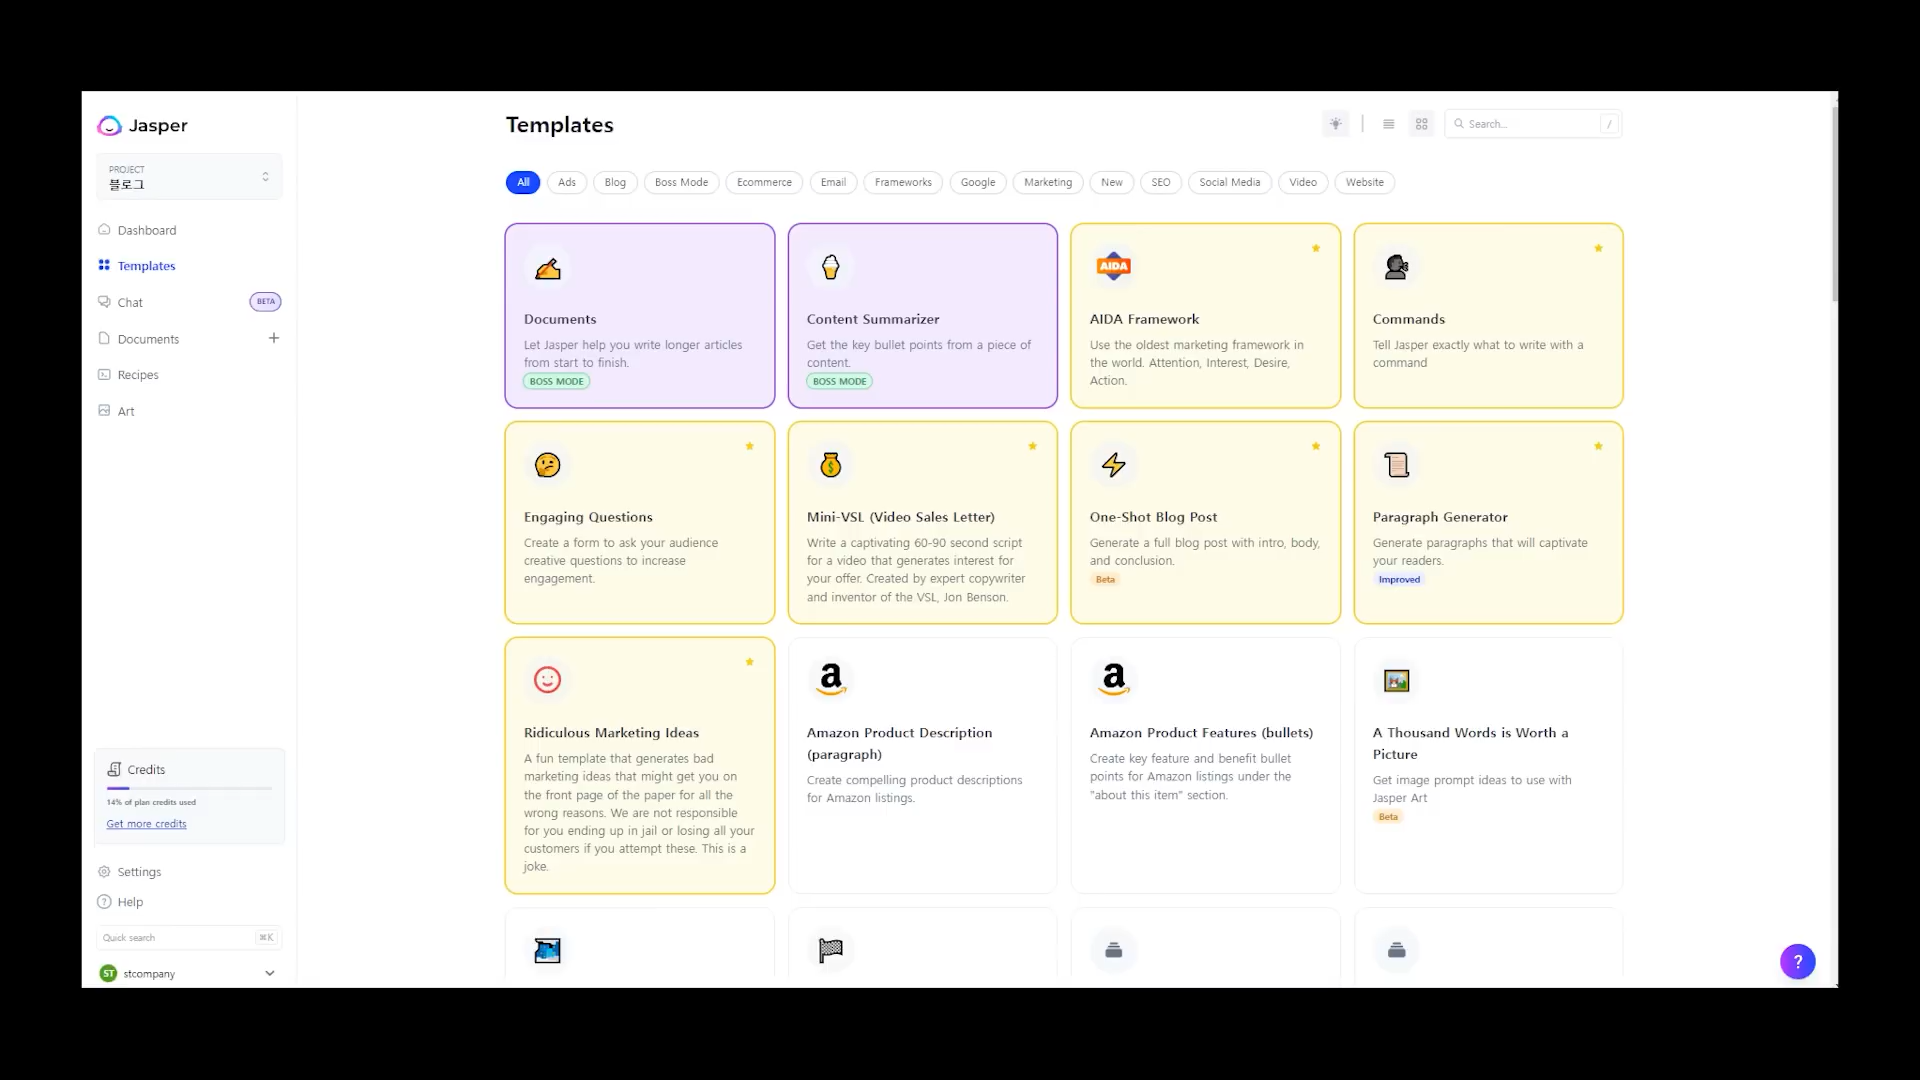 Jasper
PROJECT
블로그
Dashboard
Templates
Chat
BETA
Documents
Recipes
Art
Credits
14% of plan credits used
Get more credits
Settings
Help
Quick search
⌘K
ST
stcompany
Templates
Search...
/
All
Ads
Blog
Boss Mode
Ecommerce
Email
Frameworks
Google
Marketing
New
SEO
Social Media
Video
Website
Documents
Let Jasper help you write longer articles
from start to finish.
BOSS MODE
Content Summarizer
Get the key bullet points from a piece of
content.
BOSS MODE
AIDA
AIDA Framework
Use the oldest marketing framework in
the world. Attention, Interest, Desire,
Action.
Commands
Tell Jasper exactly what to write with a
command
Engaging Questions
Create a form to ask your audience
creative questions to increase
engagement.
Mini-VSL (Video Sales Letter)
Write a captivating 60-90 second script
for a video that generates interest for
your offer. Created by expert copywriter
and inventor of the VSL, Jon Benson.
One-Shot Blog Post
Generate a full blog post with intro, body,
and conclusion.
Beta
Paragraph Generator
Generate paragraphs that will captivate
your readers.
Improved
Ridiculous Marketing Ideas
A fun template that generates bad
marketing ideas that might get you on
the front page of the paper for all the
wrong reasons. We are not responsible
for you ending up in jail or losing all your
customers if you attempt these. This is a
joke.
a
Amazon Product Description
(paragraph)
Create compelling product descriptions
for Amazon listings.
a
Amazon Product Features (bullets)
Create key feature and benefit bullet
points for Amazon listings under the
"about this item" section.
A Thousand Words is Worth a
Picture
Get image prompt ideas to use with
Jasper Art
Beta
?